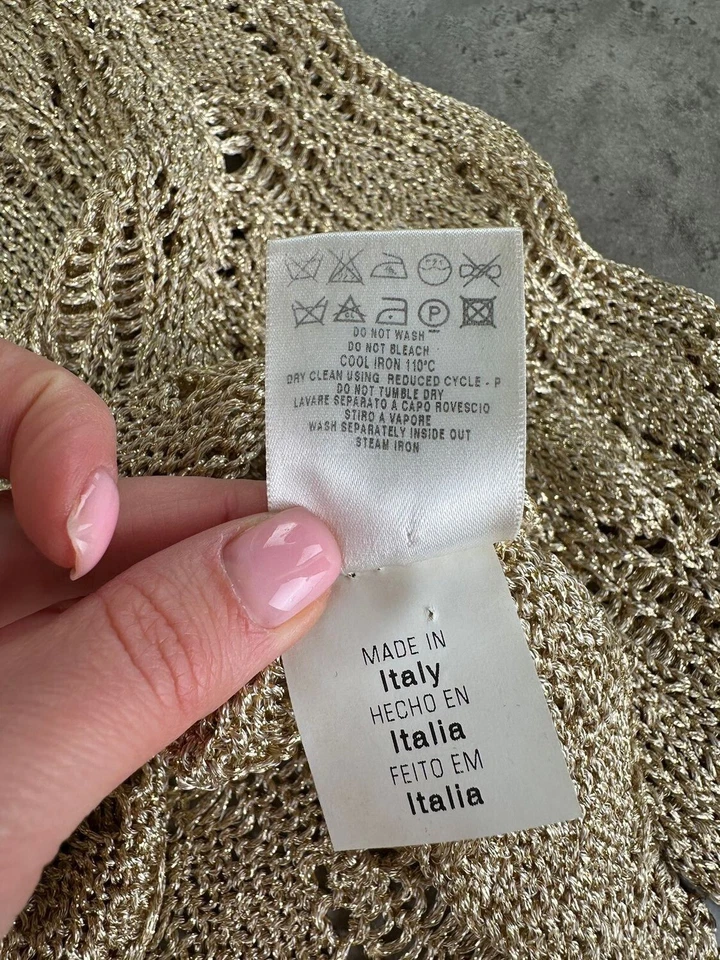 P
DO NOT WASH
DO NOT BLEACH
COOL IRON 110°C
DRY CLEAN USING REDUCED CYCLE - P
DO NOT TUMBLE DRY
LAVARE SEPARATO A CAPO ROVESCIO
STIRO A VAPORE
WASH SEPARATELY INSIDE OUT
STEAM IRON
MADE IN
Italy
HECHO EN
Italia
FEITO EM
Italia